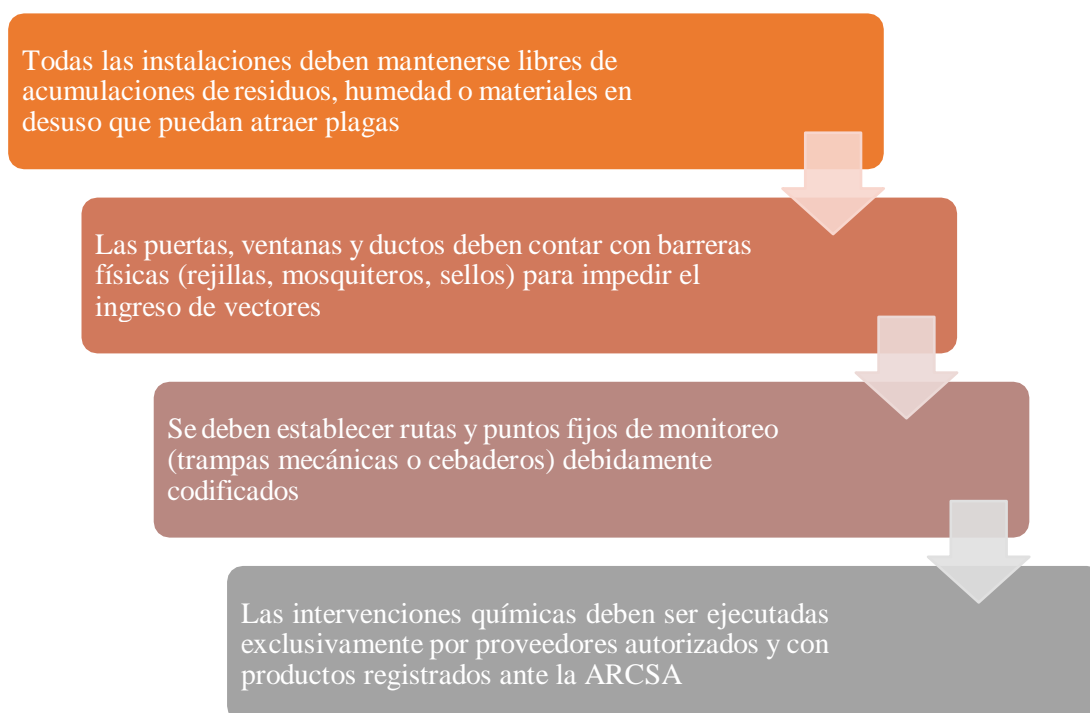 Todas las instalaciones deben mantenerse libres de
acumulaciones de residuos, humedad o materiales en
desuso que puedan atraer plagas
Las puertas, ventanas y ductos deben contar con barreras
físicas (rejillas, mosquiteros, sellos) para impedir el
ingreso de vectores
Se deben establecer rutas y puntos fijos de monitoreo
(trampas mecánicas o cebaderos) debidamente
codificados
Las intervenciones químicas deben ser ejecutadas
exclusivamente por proveedores autorizados y con
productos registrados ante la ARCSA